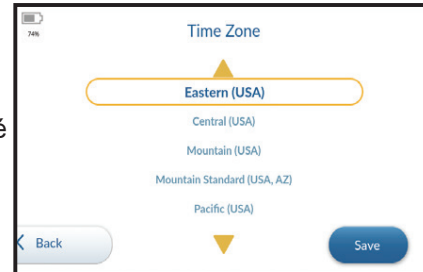 74%
Time Zone
Eastern (USA)
é
Central (USA)
Mountain (USA)
Mountain Standard (USA, AZ)
Pacific (USA)
Back
Save